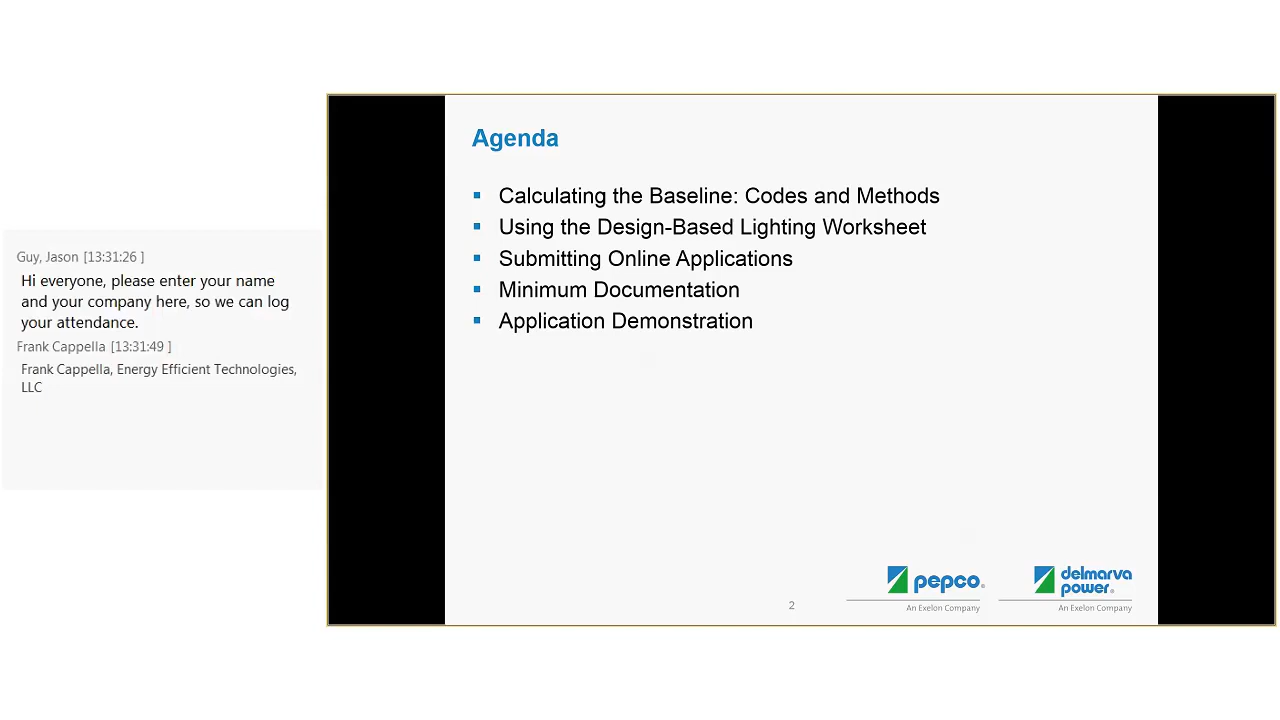 Guy, Jason [13:31:26 ]
Hi everyone, please enter your name
and your company here, so we can log
your attendance.
Frank Cappella [13:31:49 ]
Frank Cappella, Energy Efficient Technologies,
LLC
Agenda
▪ Calculating the Baseline: Codes and Methods
▪ Using the Design-Based Lighting Worksheet
▪ Submitting Online Applications
▪ Minimum Documentation
▪ Application Demonstration
2
pepco®
An Exelon Company
delmarva
power®
An Exelon Company